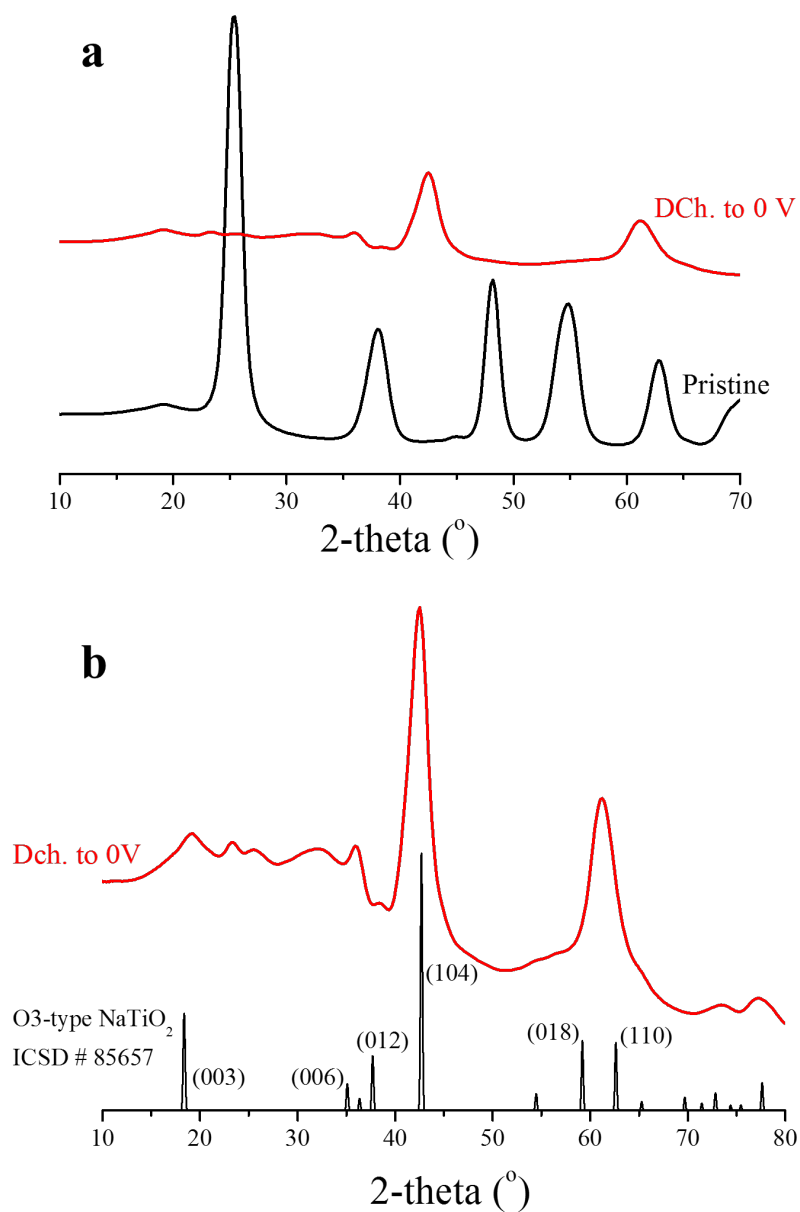 a
DCh. to 0 V
Pristine
10 20 30 40 50 60 70
2-theta (o)
b
Dch. to 0V
(104)
O3-type NaTiO2
(012)
(018)
(110)
ICSD # 85657
(003)
(006)
10 20 30 40 50 60 70 80
2-theta (o)